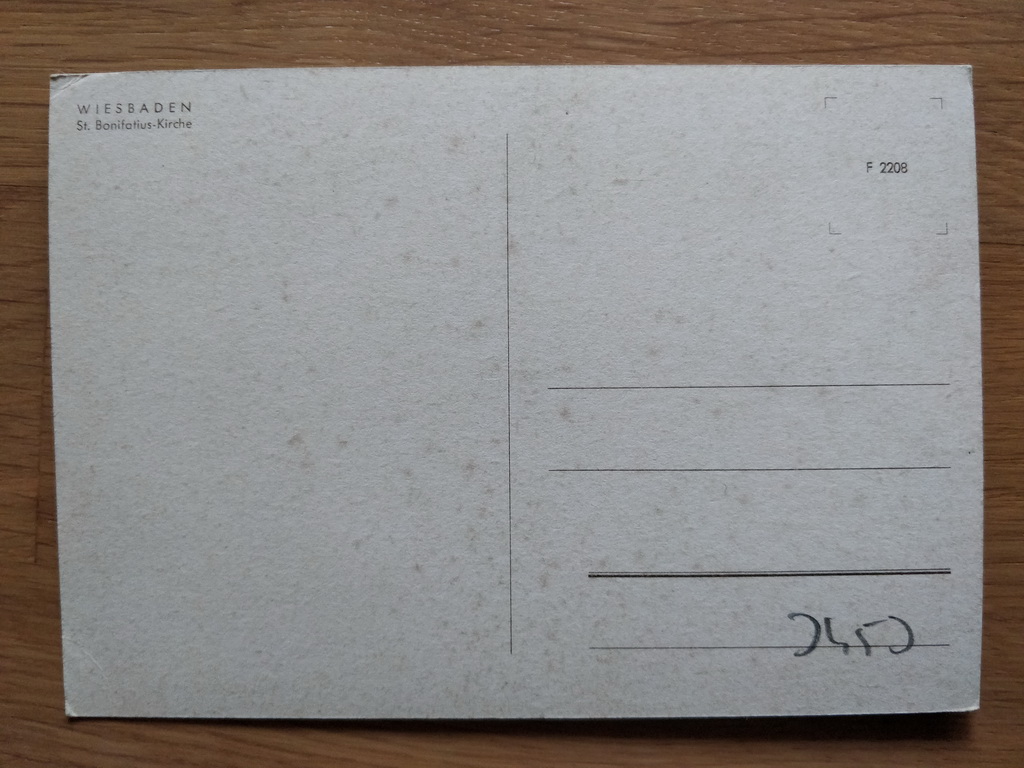 WIESBADEN
St. Bonifatius-Kirche
F 2208